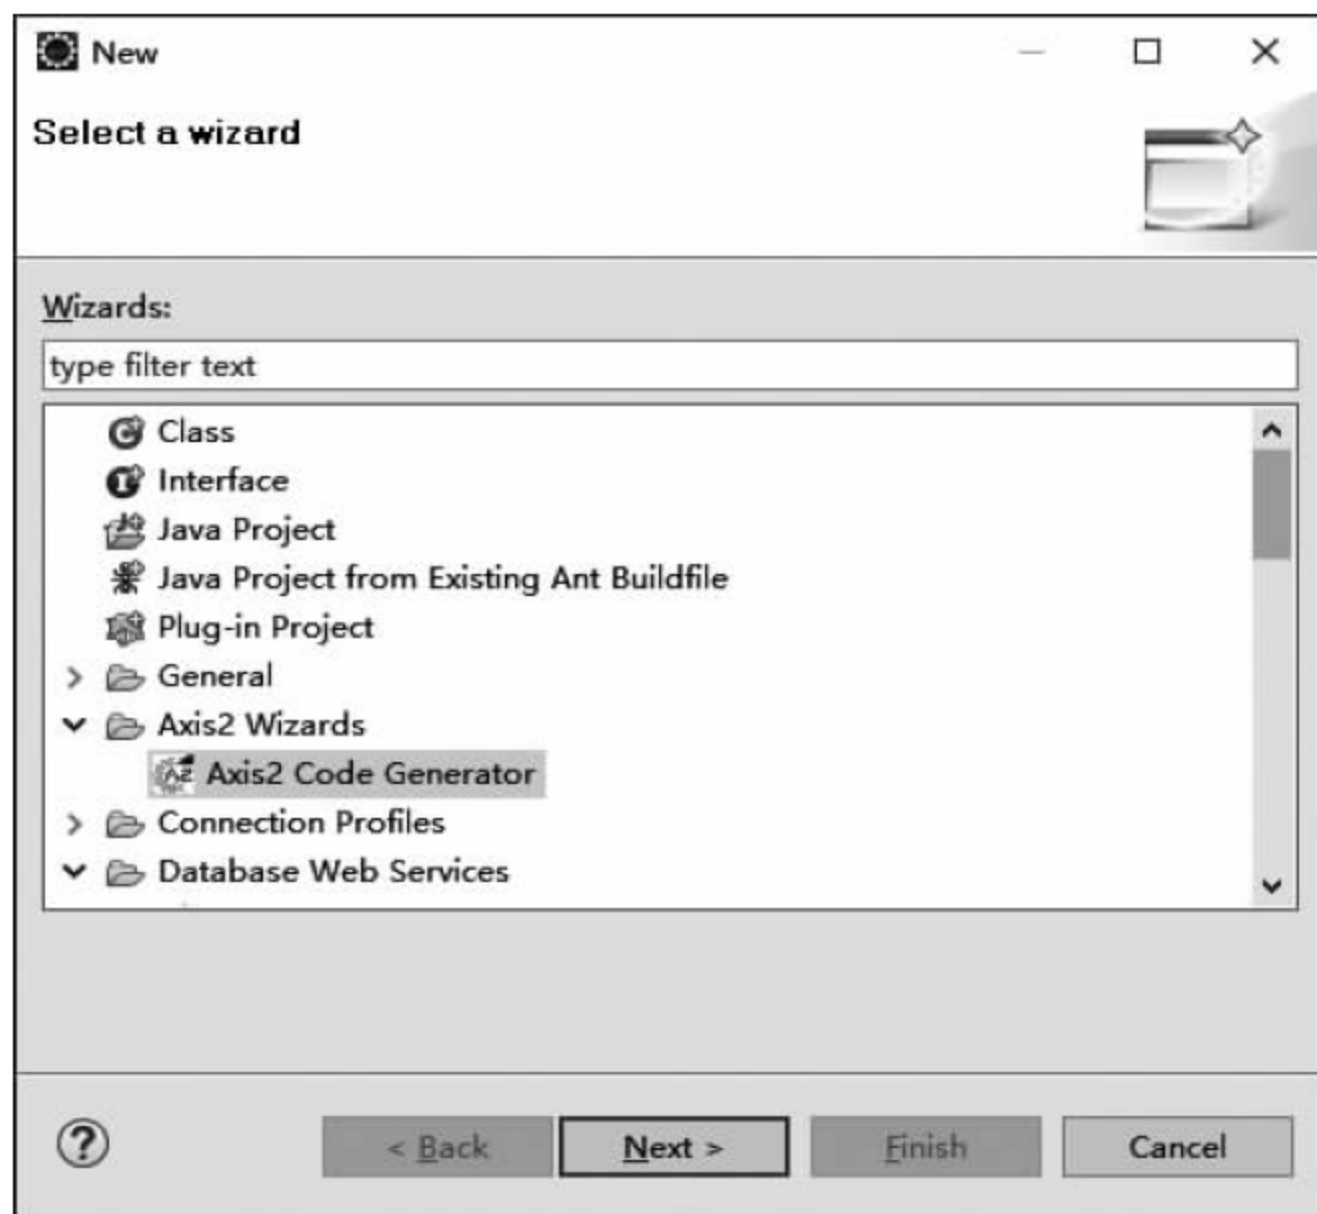 New
Select a wizard
Wizards:
type filter text
Class
Interface
Java Project
Java Project from Existing Ant Buildfile
Plug-in Project
General
Axis2 Wizards
Axis2 Code Generator
Connection Profiles
Database Web Services
< Back Next > Finish Cancel